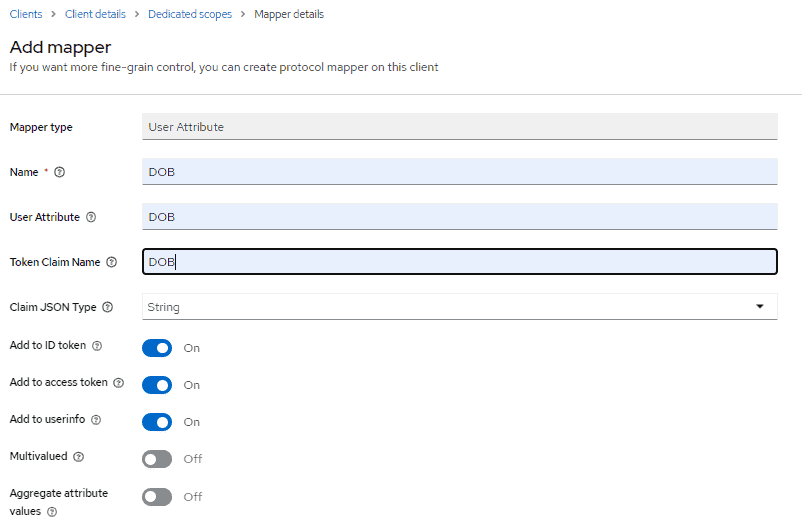 Clients > Client details > Dedicated scopes > Mapper details
Add mapper
If you want more fine-grain control, you can create protocol mapper on this client
Mapper type User Attribute
Name * DOB
User Attribute DOB
Token Claim Name DOB
Claim JSON Type String
Add to ID token On
Add to access token On
Add to userinfo On
Multivalued Off
Aggregate attribute
values Off